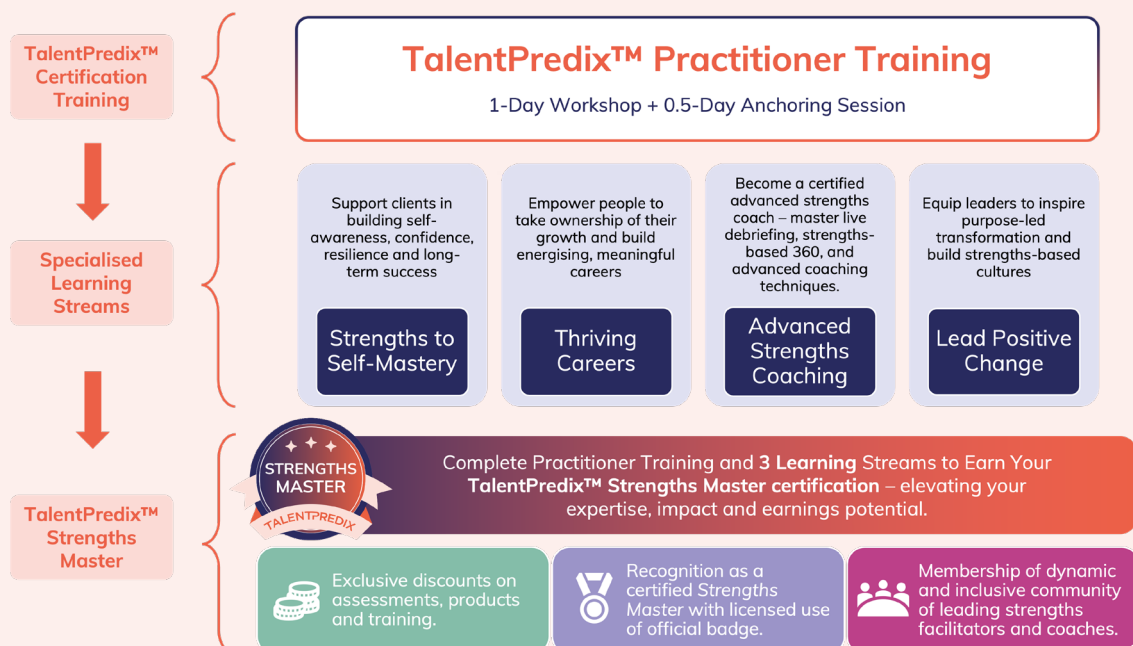 TalentPredix™
Certification
Training
TalentPredix™ Practitioner Training
1-Day Workshop + 0.5-Day Anchoring Session
Specialised
Learning
Streams
Support clients in
building self-
awareness, confidence,
resilience and long-
term success
Strengths to
Self-Mastery
Empower people to
take ownership of their
growth and build
energising, meaningful
careers
Thriving
Careers
Become a certified
advanced strengths
coach – master live
debriefing, strengths-
based 360, and
advanced coaching
techniques.
Advanced
Strengths
Coaching
Equip leaders to inspire
purpose-led
transformation and
build strengths-based
cultures
Lead Positive
Change
TalentPredix™
Strengths
Master
STRENGTHS
MASTER
TALENTPREDIX
Complete Practitioner Training and 3 Learning Streams to Earn Your
TalentPredix™ Strengths Master certification – elevating your
expertise, impact and earnings potential.
Exclusive discounts on
assessments, products
and training.
Recognition as a
certified Strengths
Master with licensed use
of official badge.
Membership of dynamic
and inclusive community
of leading strengths
facilitators and coaches.